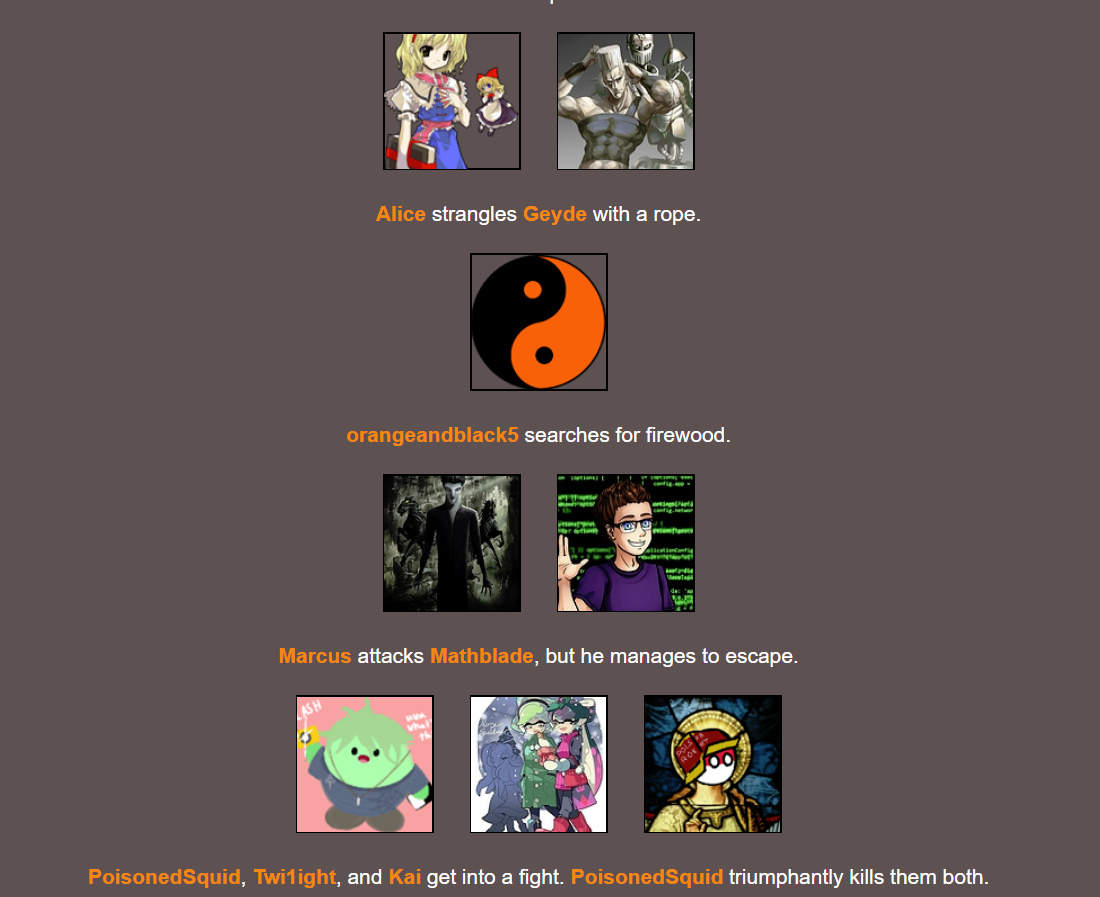 Alice strangles Geyde with a rope.
orangeandblack5 searches for firewood.
Marcus attacks Mathblade, but he manages to escape.
PoisonedSquid, Twi1ight, and Kai get into a fight. PoisonedSquid triumphantly kills them both.